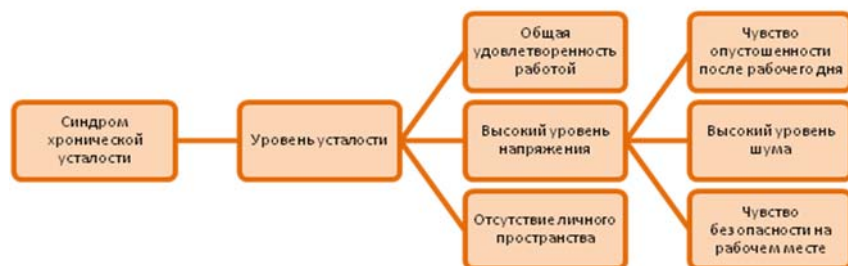 Синдром
хронической
усталости
Уровень усталости
Общая
удовлетворенность
работой
Высокий уровень
напряжения
Отсутствие личного
пространства
Чувство
опустошенности
после рабочего дня
Высокий уровень
шума
Чувство
безопасности на
рабочем месте